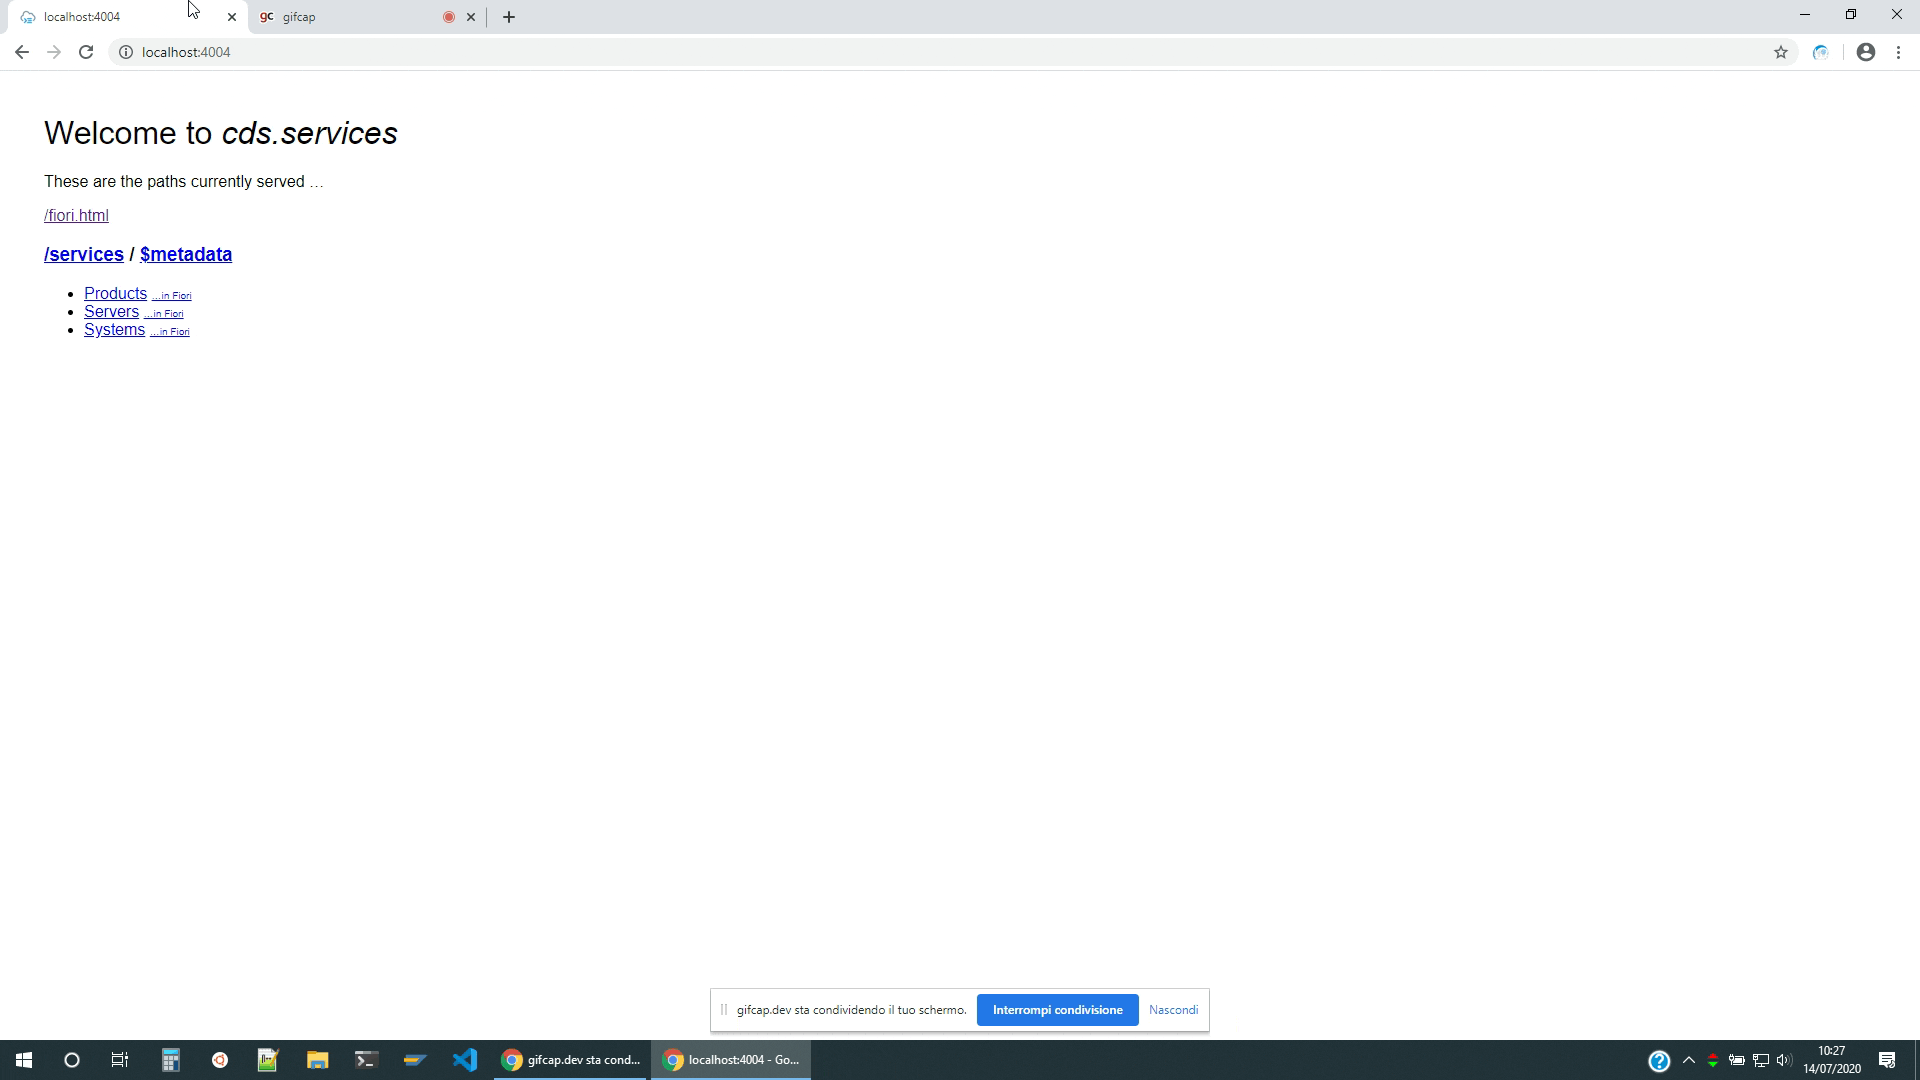 localhost:4004
gc gifcap
localhost:4004
Welcome to cds.services
These are the paths currently served …
/fiori.html
/services / $metadata
Products ...in Fiori
Servers ...in Fiori
Systems ...in Fiori
gifcap.dev sta condividendo il tuo schermo. Interrompi condivisione Nascondi
gifcap.dev sta cond... localhost:4004 - Go...
10:27
14/07/2020